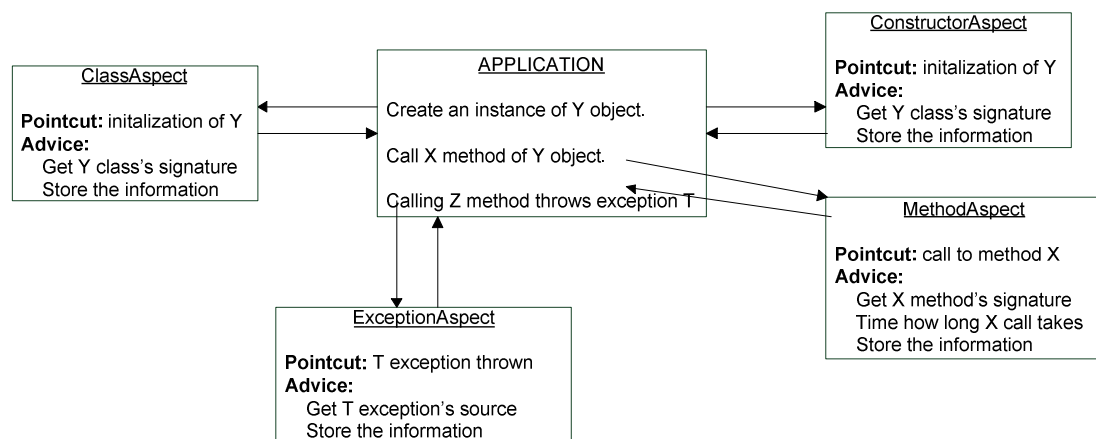 ClassAspect
Pointcut: initalization of Y
Advice:
Get Y class's signature
Store the information
APPLICATION
Create an instance of Y object.
Call X method of Y object.
Calling Z method throws exception T
ConstructorAspect
Pointcut: initalization of Y
Advice:
Get Y class's signature
Store the information
MethodAspect
Pointcut: call to method X
Advice:
Get X method's signature
Time how long X call takes
Store the information
ExceptionAspect
Pointcut: T exception thrown
Advice:
Get T exception's source
Store the information